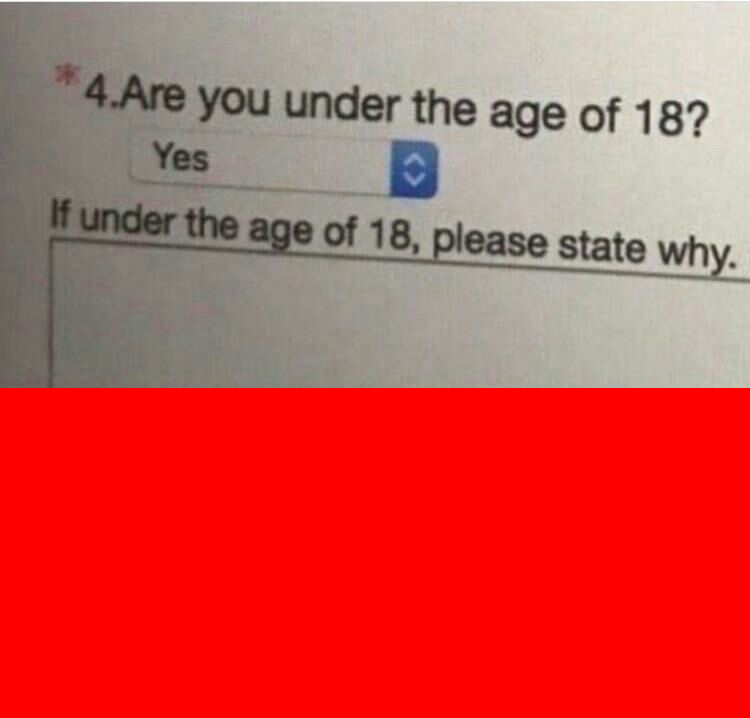 *4.Are you under the age of 18?
Yes
If under the age of 18, please state why.